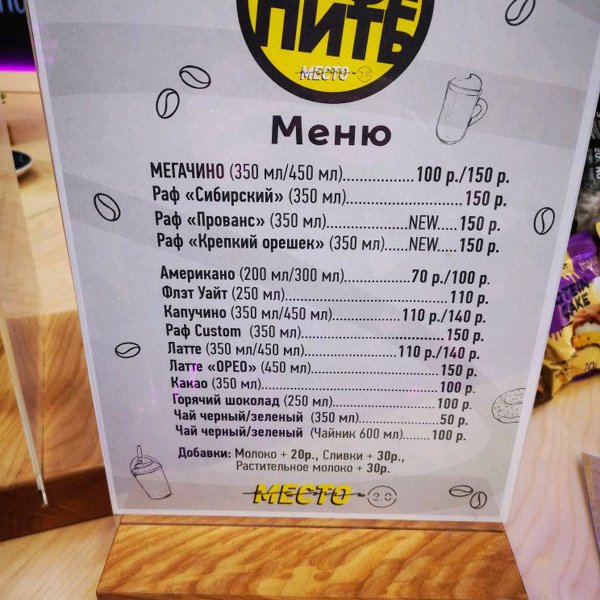 ПИТЬ
МЕСТО 2.0
Меню
МЕГАЧИНО (350 мл/450 мл)................100 р./150 р.
Раф «Сибирский» (350 мл)..........................150 р.
Раф «Прованс» (350 мл)..............NEW.....150 р.
Раф «Крепкий орешек» (350 мл)....NEW.....150 р.
Американо (200 мл/300 мл)...................70 р./100 р.
Флэт Уайт (250 мл).....................................110 р.
Капучино (350 мл/450 мл)................110 р./140 р.
Раф Custom (350 мл)..................................150 р.
Латте (350 мл/450 мл).....................110 р./140 р.
Латте «ОРЕО» (450 мл)..............................150 р.
Какао (350 мл)...........................................100 р.
Горячий шоколад (250 мл)........................100 р.
Чай черный/зеленый (350 мл)...................50 р.
Чай черный/зеленый (Чайник 600 мл).......100 р.
Добавки: Молоко + 20р., Сливки + 30р.,
Растительное молоко + 30р.
МЕСТО 2.0